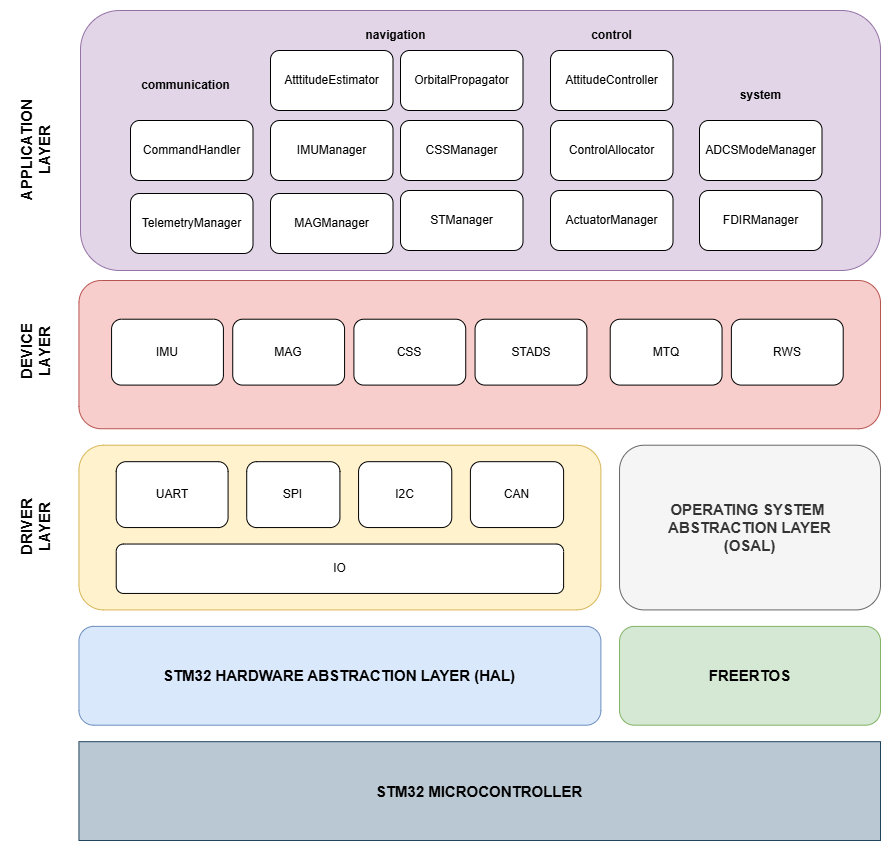 navigation
control
communication
system
APPLICATION
LAYER
AtttitudeEstimator
OrbitalPropagator
AttitudeController
CommandHandler
IMUManager
CSSManager
ControlAllocator
ADCSModeManager
TelemetryManager
MAGManager
STManager
ActuatorManager
FDIRManager
DEVICE
LAYER
IMU
MAG
CSS
STADS
MTQ
RWS
DRIVER
LAYER
UART
SPI
I2C
CAN
IO
OPERATING SYSTEM
ABSTRACTION LAYER
(OSAL)
STM32 HARDWARE ABSTRACTION LAYER (HAL)
FREERTOS
STM32 MICROCONTROLLER